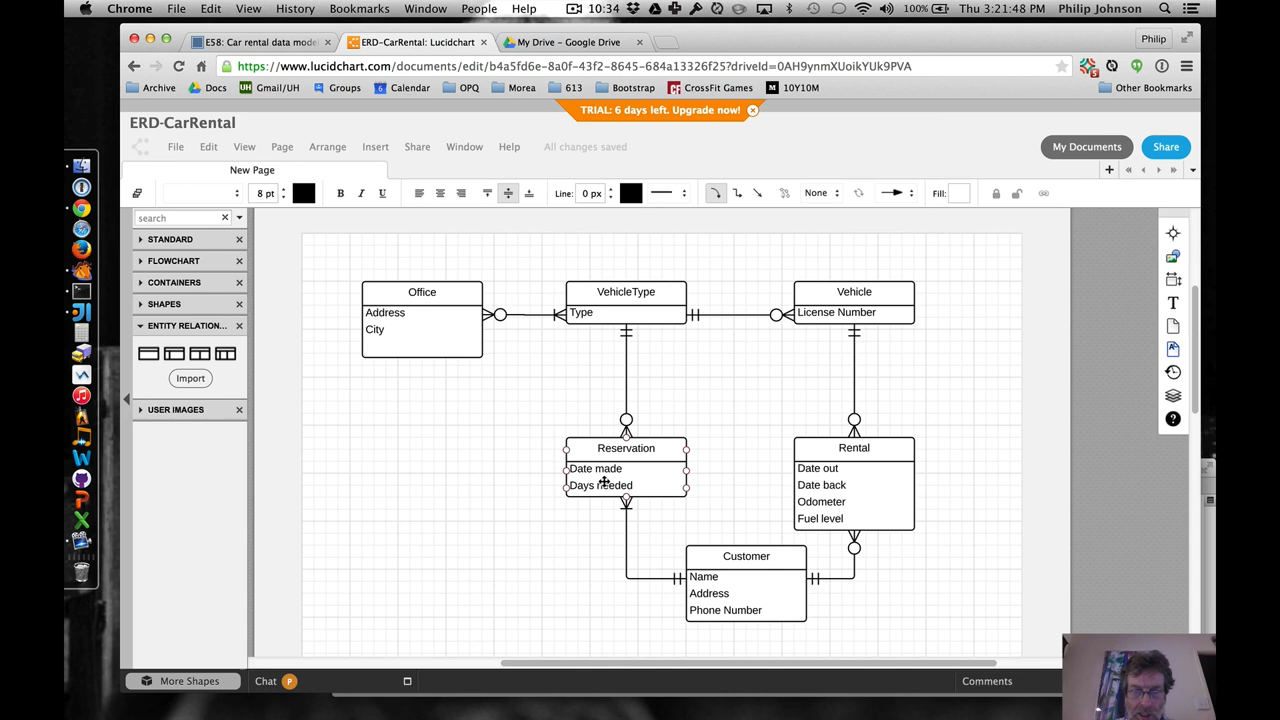 Chrome File Edit View History Bookmarks Window People Help 10:34 100% Thu 3:21:48 PM Philip Johnson
E58: Car rental data mode ERD-CarRental: Lucidchart My Drive - Google Drive Philip
https://www.lucidchart.com/documents/edit/b4a5fd6e-8a0f-43f2-8645-684a13326f25?driveId=0AH9ynmXUoikYUk9PVA
Archive Docs Gmail/UH Groups Calendar OPQ Morea 613 Bootstrap CrossFit Games 10Y10M Other Bookmarks
TRIAL: 6 days left. Upgrade now!
ERD-CarRental
File Edit View Page Arrange Insert Share Window Help All changes saved My Documents Share
New Page
8 pt B I U Line: 0 px None Fill:
search
STANDARD
FLOWCHART
CONTAINERS
SHAPES
ENTITY RELATION...
Import
USER IMAGES
Office
Address
City
VehicleType
Type
Vehicle
License Number
Reservation
Date made
Days needed
Rental
Date out
Date back
Odometer
Fuel level
Customer
Name
Address
Phone Number
More Shapes Chat P Comments